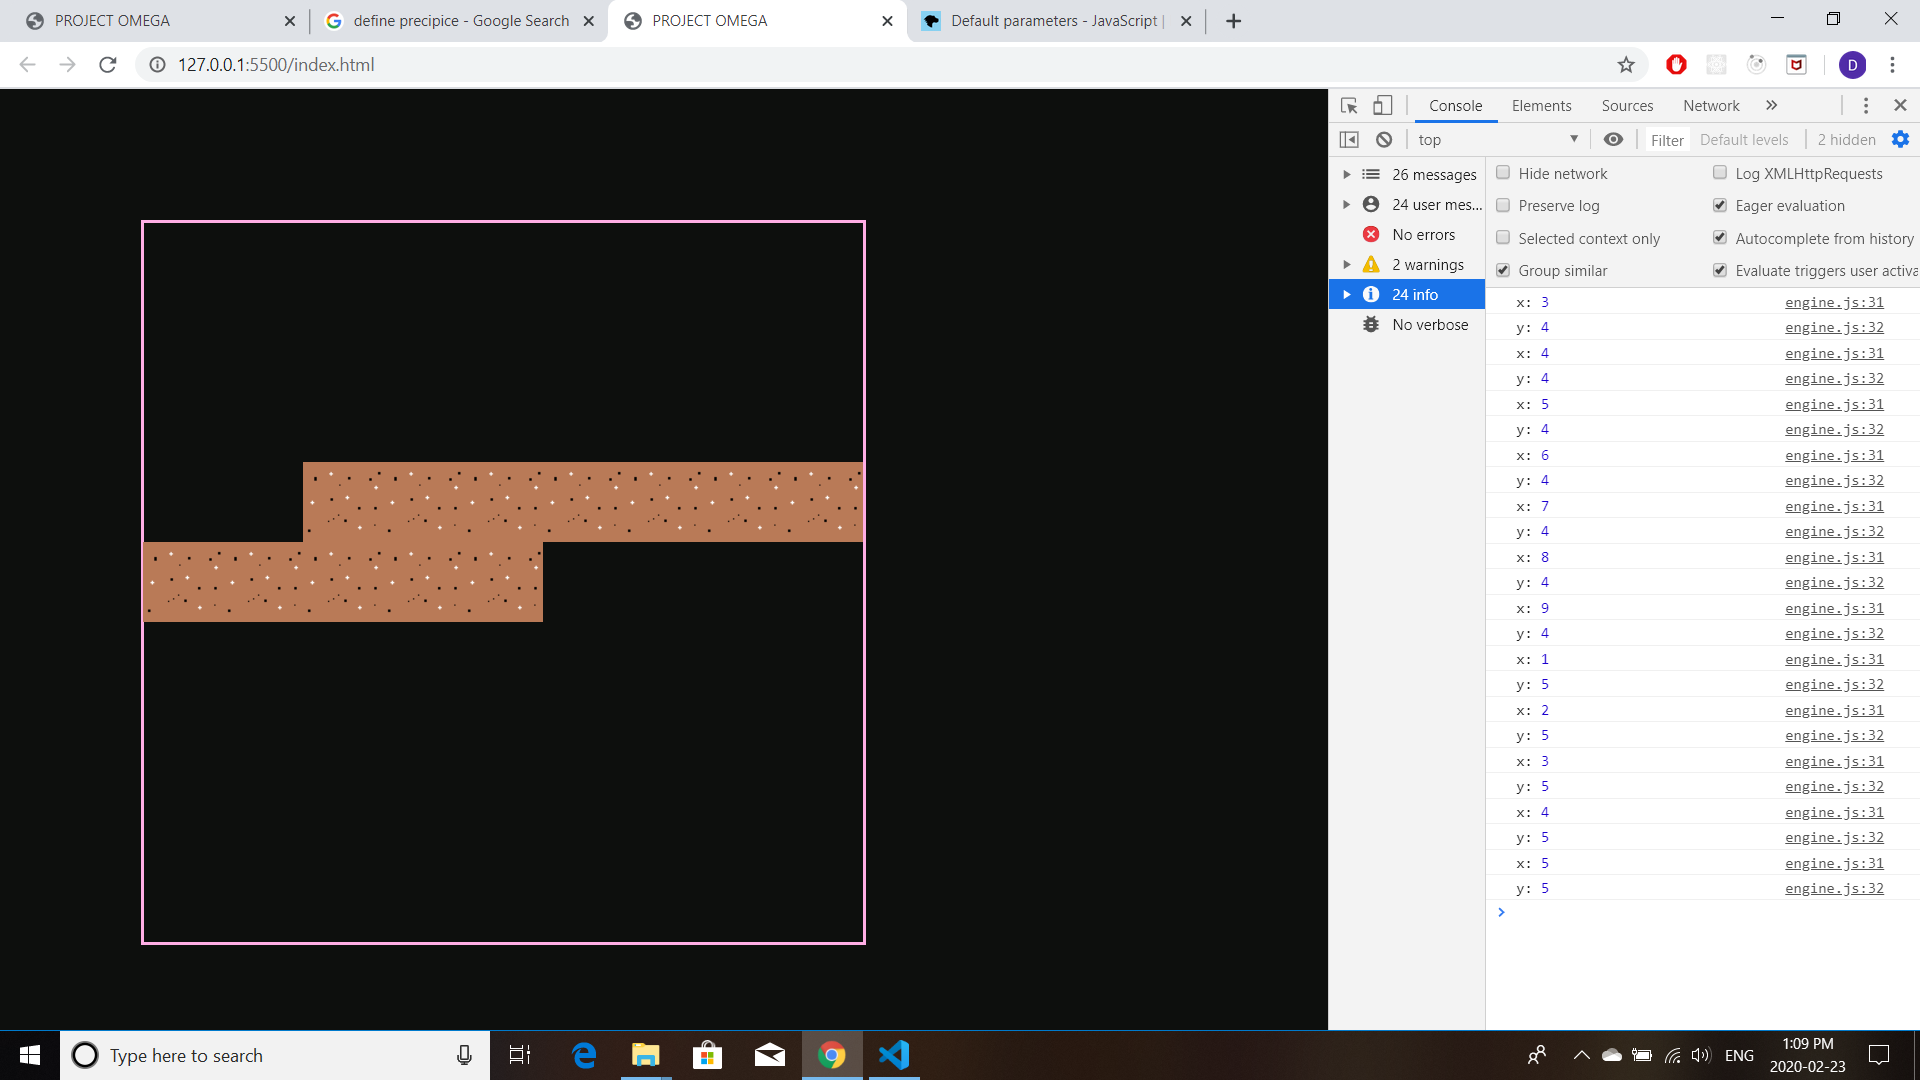 PROJECT OMEGA
define precipice - Google Search
PROJECT OMEGA
Default parameters - JavaScript |
127.0.0.1:5500/index.html
D
Console Elements Sources Network
top Filter Default levels 2 hidden
26 messages
24 user mes...
No errors
2 warnings
24 info
No verbose
Hide network Log XMLHttpRequests
Preserve log Eager evaluation
Selected context only Autocomplete from history
Group similar Evaluate triggers user activa
x: 3 engine.js:31
y: 4 engine.js:32
x: 4 engine.js:31
y: 4 engine.js:32
x: 5 engine.js:31
y: 4 engine.js:32
x: 6 engine.js:31
y: 4 engine.js:32
x: 7 engine.js:31
y: 4 engine.js:32
x: 8 engine.js:31
y: 4 engine.js:32
x: 9 engine.js:31
y: 4 engine.js:32
x: 1 engine.js:31
y: 5 engine.js:32
x: 2 engine.js:31
y: 5 engine.js:32
x: 3 engine.js:31
y: 5 engine.js:32
x: 4 engine.js:31
y: 5 engine.js:32
x: 5 engine.js:31
y: 5 engine.js:32
Type here to search
ENG
1:09 PM
2020-02-23